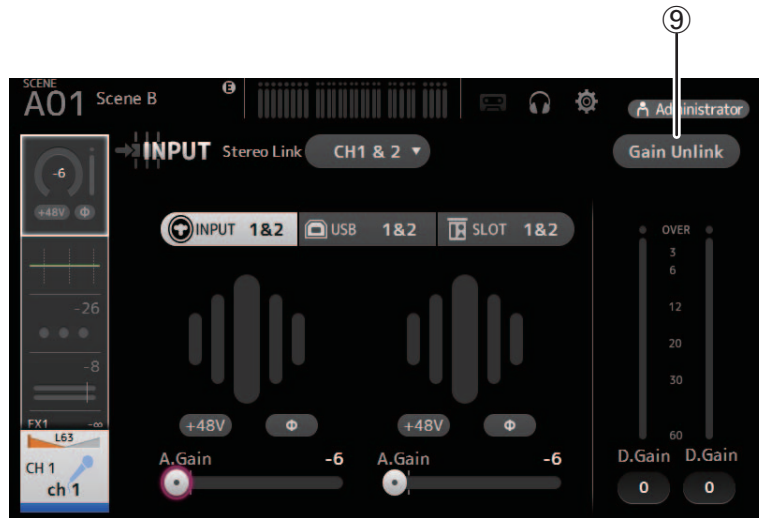 ⑨
SCENE
A01 Scene B
E
Administrator
INPUT Stereo Link CH1 & 2 ▼
Gain Unlink
-6
+48V Φ
INPUT 1&2 USB 1&2 SLOT 1&2
OVER
3
6
12
20
30
60
-26
-8
FX1 -∞
+48V Φ +48V Φ
A.Gain -6 A.Gain -6
D.Gain D.Gain
0 0
L63
CH 1
ch 1